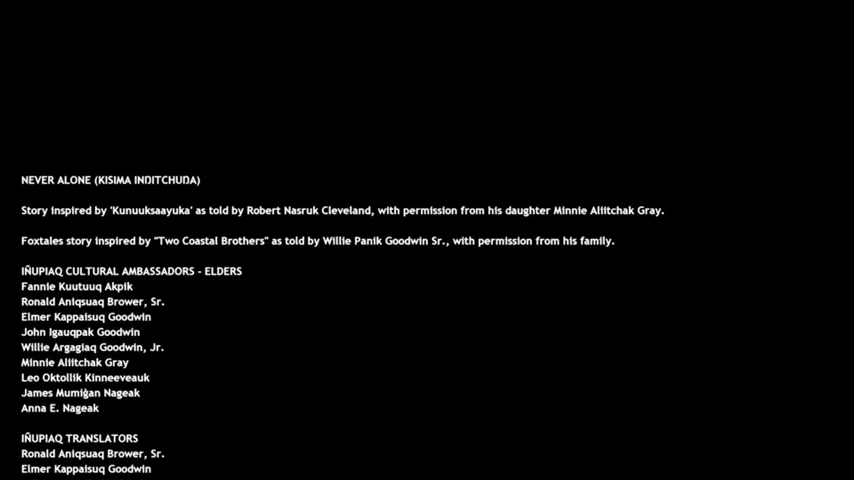 NEVER ALONE (KISIMA INŊITCHUŊA)
Story inspired by 'Kunuuksaayuka' as told by Robert Nasruk Cleveland, with permission from his daughter Minnie Aliitchak Gray.
Foxtales story inspired by "Two Coastal Brothers" as told by Willie Panik Goodwin Sr., with permission from his family.
IÑUPIAQ CULTURAL AMBASSADORS - ELDERS
Fannie Kuutuuq Akpik
Ronald Aniqsuaq Brower, Sr.
Elmer Kappaisuq Goodwin
John Igauqpak Goodwin
Willie Argagiaq Goodwin, Jr.
Minnie Aliitchak Gray
Leo Oktollik Kinneeveauk
James Mumiġan Nageak
Anna E. Nageak
IÑUPIAQ TRANSLATORS
Ronald Aniqsuaq Brower, Sr.
Elmer Kappaisuq Goodwin